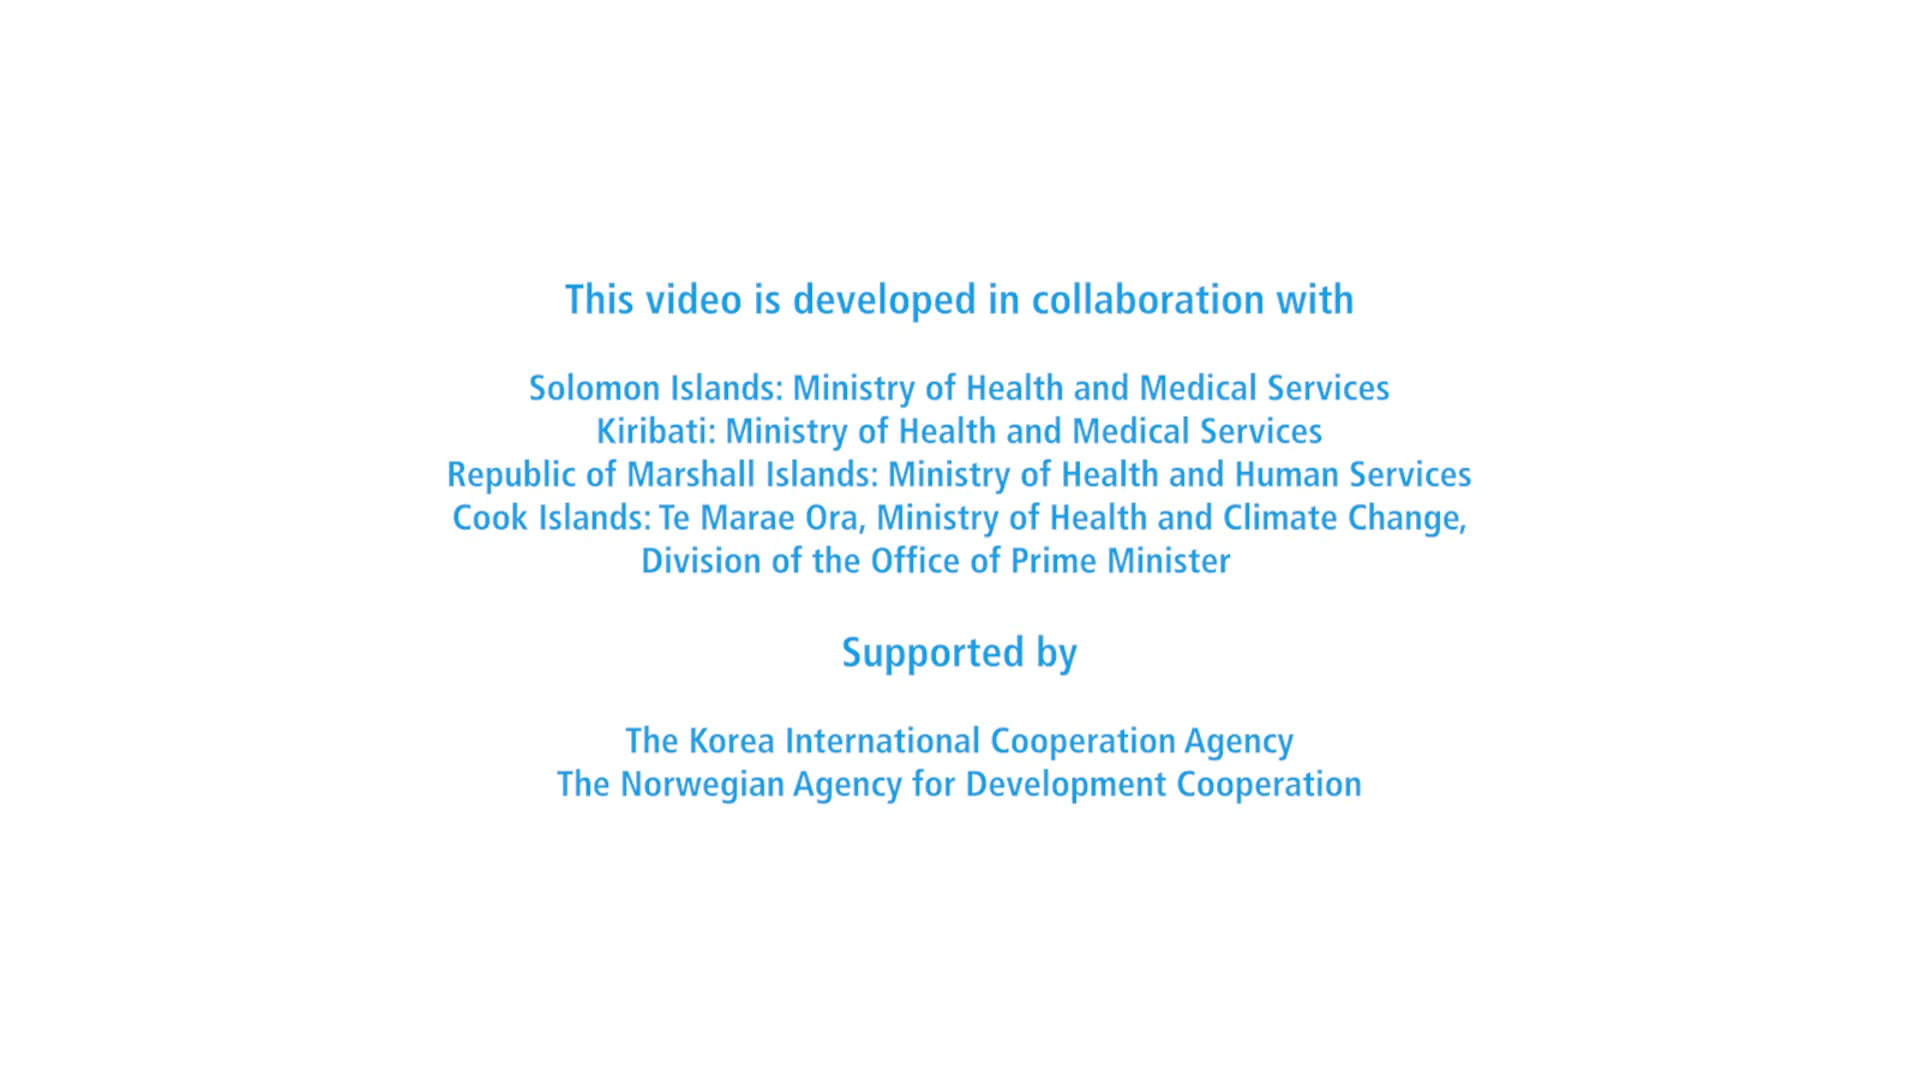 This video is developed in collaboration with
Solomon Islands: Ministry of Health and Medical Services
Kiribati: Ministry of Health and Medical Services
Republic of Marshall Islands: Ministry of Health and Human Services
Cook Islands: Te Marae Ora, Ministry of Health and Climate Change,
Division of the Office of Prime Minister
Supported by
The Korea International Cooperation Agency
The Norwegian Agency for Development Cooperation